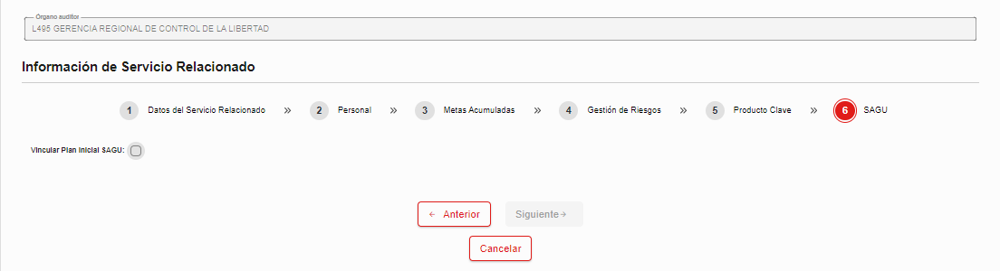 Órgano auditor
L495 GERENCIA REGIONAL DE CONTROL DE LA LIBERTAD
Información de Servicio Relacionado
1 Datos del Servicio Relacionado » 2 Personal » 3 Metas Acumuladas » 4 Gestión de Riesgos » 5 Producto Clave » 6 SAGU
Vincular Plan Inicial SAGU:
← Anterior Siguiente→
Cancelar